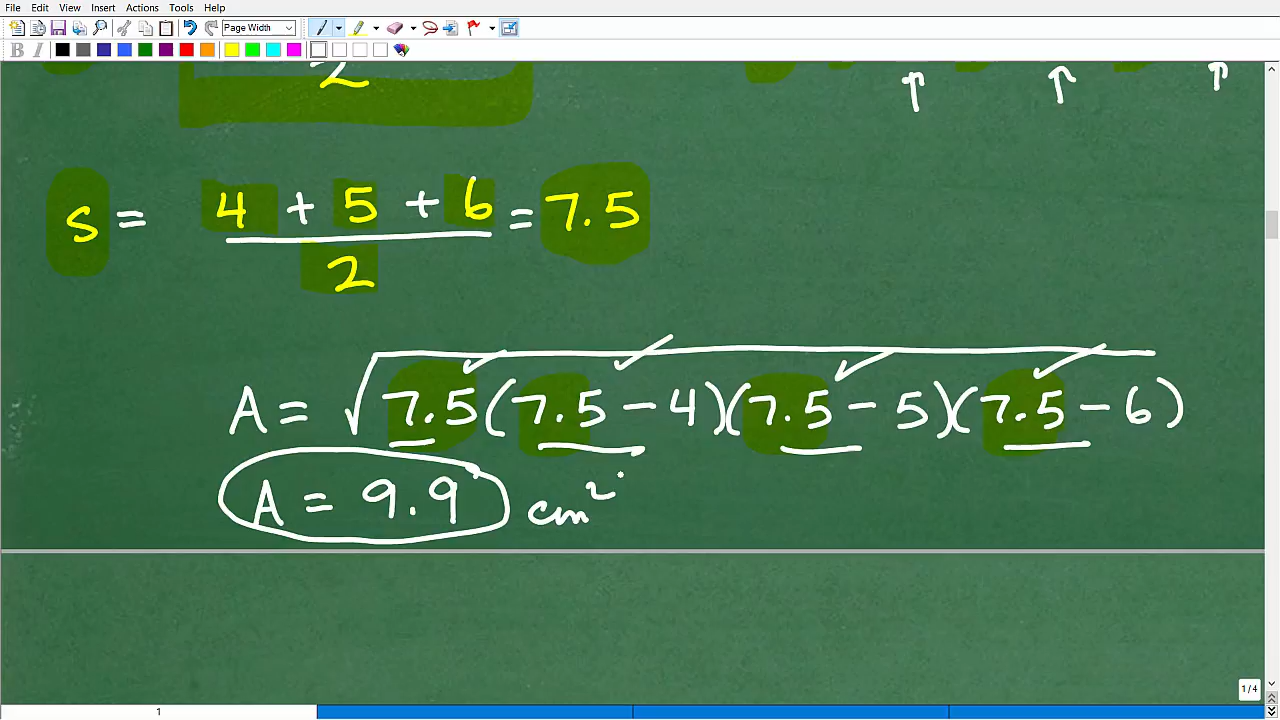 File Edit View Insert Actions Tools Help
Page Width
B I
2
s = 4 + 5 + 6 = 7.5
2
A = √7.5(7.5-4)(7.5-5)(7.5-6)
A = 9.9 cm²
1/4
1